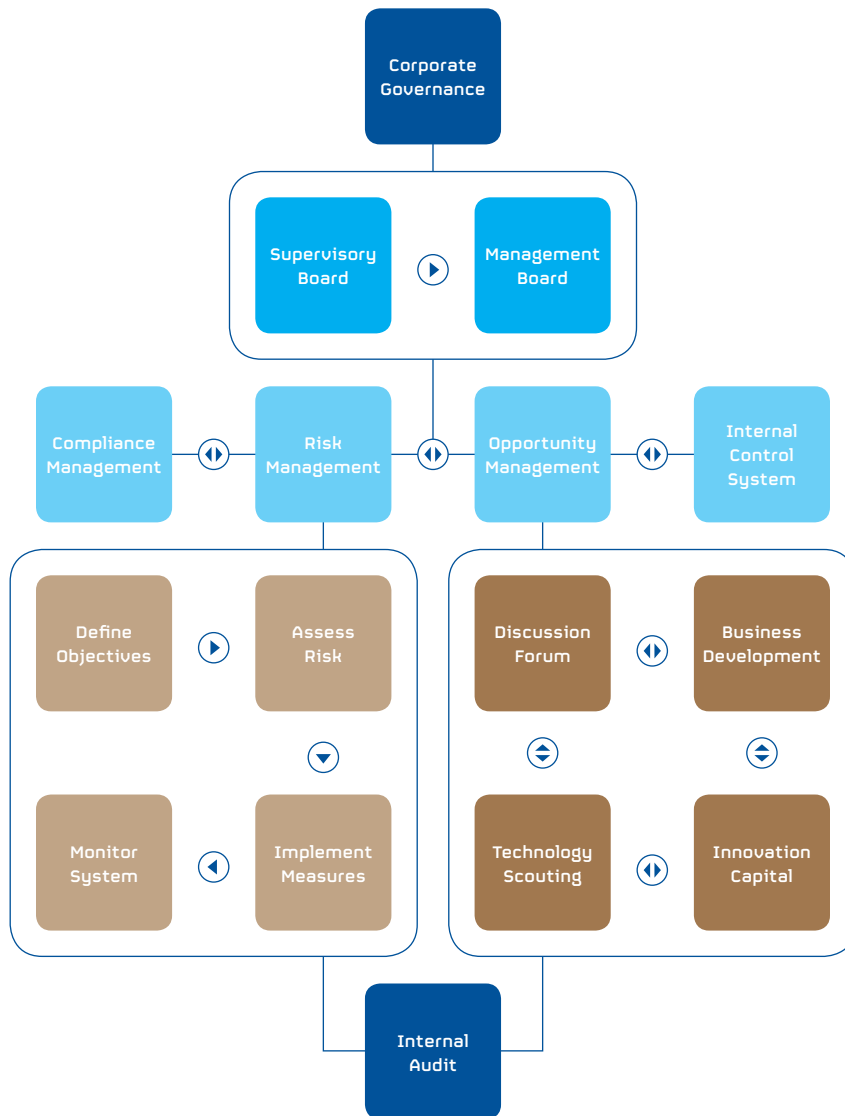 Corporate
Governance
Supervisory
Board
Management
Board
Compliance
Management
Risk
Management
Opportunity
Management
Internal
Control
System
Define
Objectives
Assess
Risk
Discussion
Forum
Business
Development
Monitor
System
Implement
Measures
Technology
Scouting
Innovation
Capital
Internal
Audit